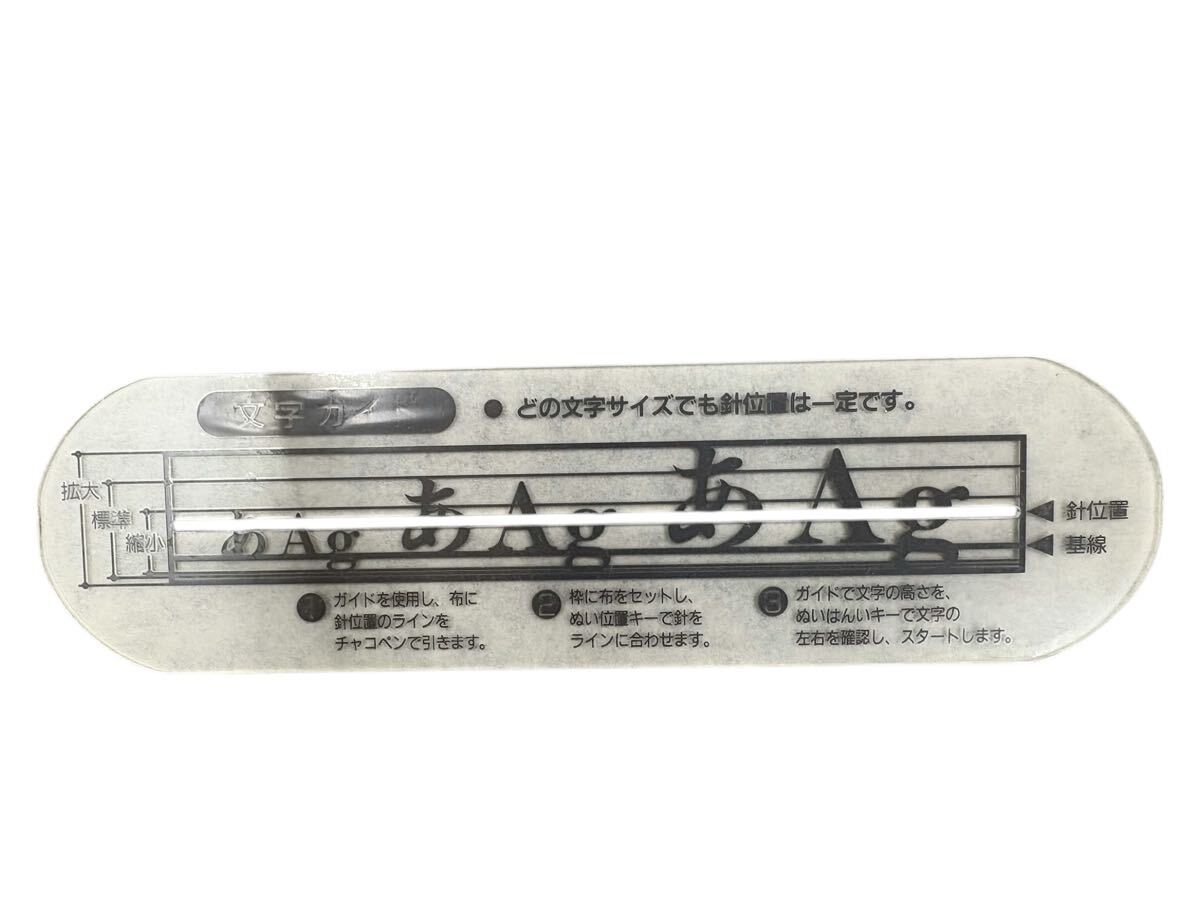 文字ガイド
● どの文字サイズでも針位置は一定です。
拡大
標準
縮小
あAg
あAg
あAg
◀ 針位置
◀ 基線
1 ガイドを使用し、布に
針位置のラインを
チャコペンで引きます。
2 枠に布をセットし、
ぬい位置キーで針を
ラインに合わせます。
3 ガイドで文字の高さを、
ぬいはんいキーで文字の
左右を確認し、スタートします。